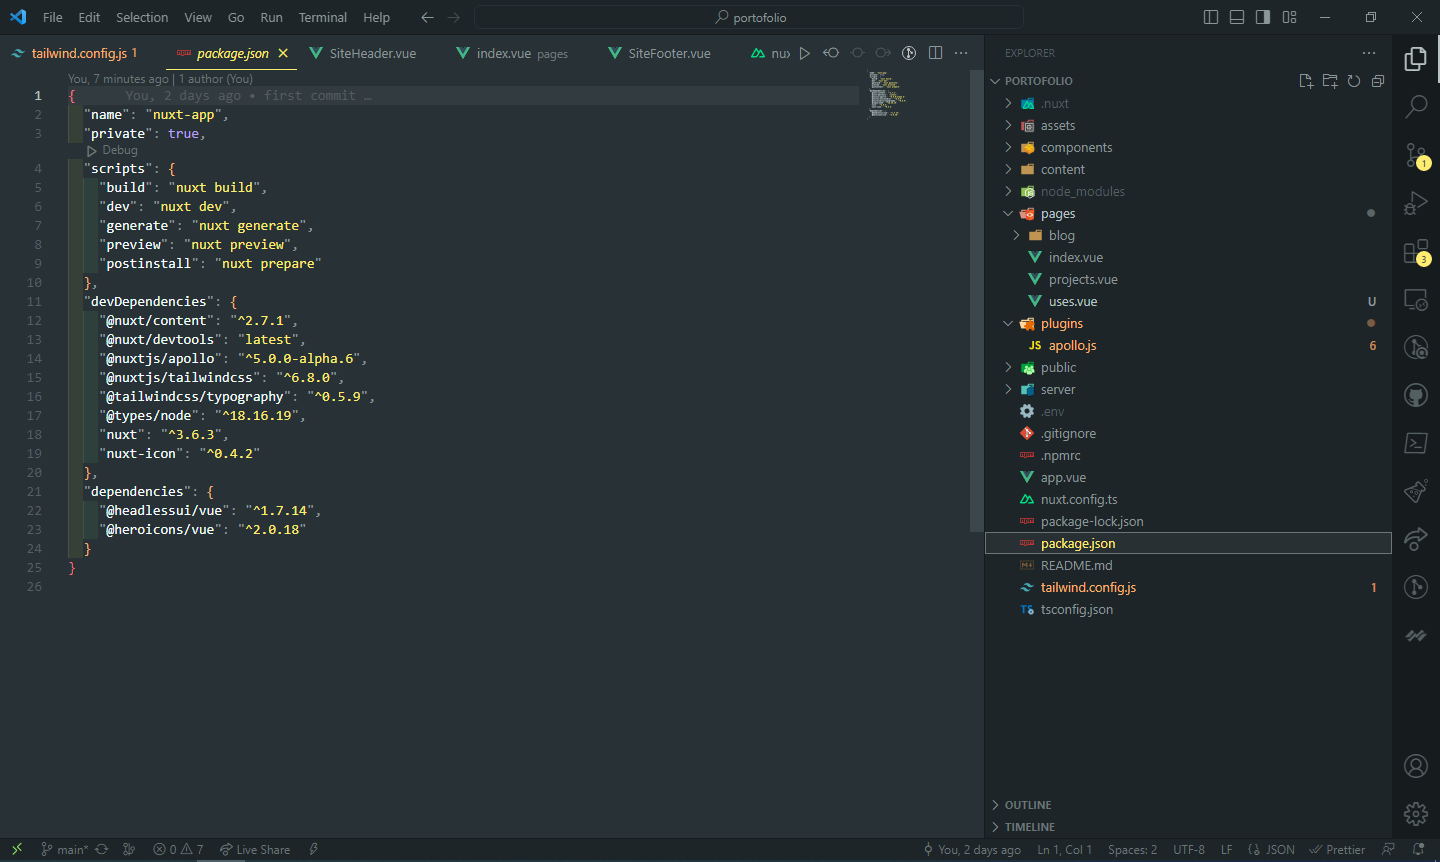 File Edit Selection View Go Run Terminal Help portofolio
tailwind.config.js 1 package.json SiteHeader.vue index.vue pages SiteFooter.vue nux
You, 7 minutes ago | 1 author (You)
1 { You, 2 days ago • first commit …
2 "name": "nuxt-app",
3 "private": true,
Debug
4 "scripts": {
5 "build": "nuxt build",
6 "dev": "nuxt dev",
7 "generate": "nuxt generate",
8 "preview": "nuxt preview",
9 "postinstall": "nuxt prepare"
10 },
11 "devDependencies": {
12 "@nuxt/content": "^2.7.1",
13 "@nuxt/devtools": "latest",
14 "@nuxtjs/apollo": "^5.0.0-alpha.6",
15 "@nuxtjs/tailwindcss": "^6.8.0",
16 "@tailwindcss/typography": "^0.5.9",
17 "@types/node": "^18.16.19",
18 "nuxt": "^3.6.3",
19 "nuxt-icon": "^0.4.2"
20 },
21 "dependencies": {
22 "@headlessui/vue": "^1.7.14",
23 "@heroicons/vue": "^2.0.18"
24 }
25 }
26
EXPLORER
PORTOFOLIO
.nuxt
assets
components
content
node_modules
pages
blog
index.vue
projects.vue
uses.vue U
plugins
JS apollo.js 6
public
server
.env
.gitignore
.npmrc
app.vue
nuxt.config.ts
package-lock.json
package.json
README.md
tailwind.config.js 1
TS tsconfig.json
OUTLINE
TIMELINE
1
3
main* 0 7 Live Share You, 2 days ago Ln 1, Col 1 Spaces: 2 UTF-8 LF {} JSON Prettier